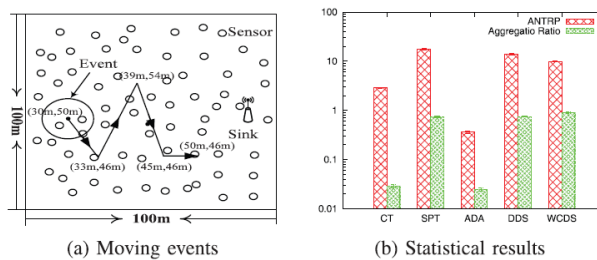 Sensor
Event
(39m,54m)
(30m,50m)
Sink
(50m,46m)
(33m,46m)
(45m,46m)
100m
100m
(a) Moving events
ANTRP
Aggregatio Ratio
100
10
1
0.1
0.01
CT SPT ADA DDS WCDS
(b) Statistical results